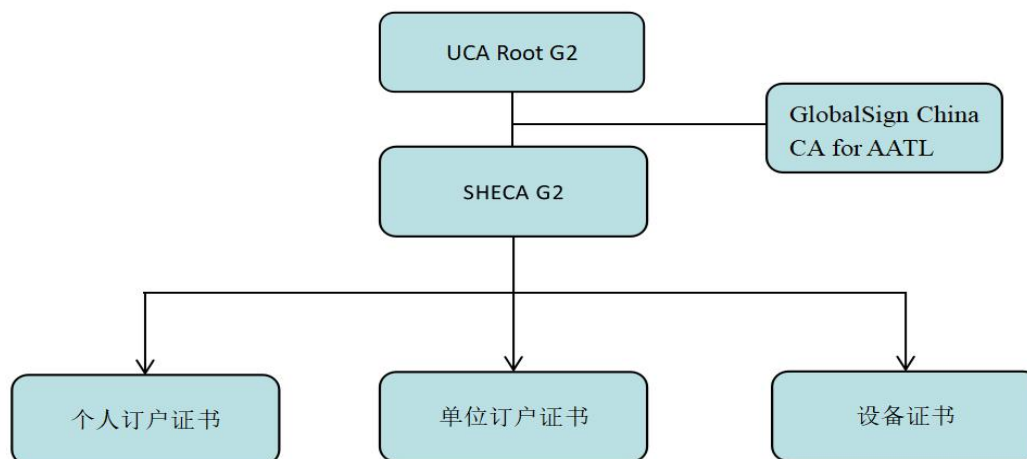 UCA Root G2
GlobalSign China
CA for AATL
SHECA G2
个人订户证书
单位订户证书
设备证书